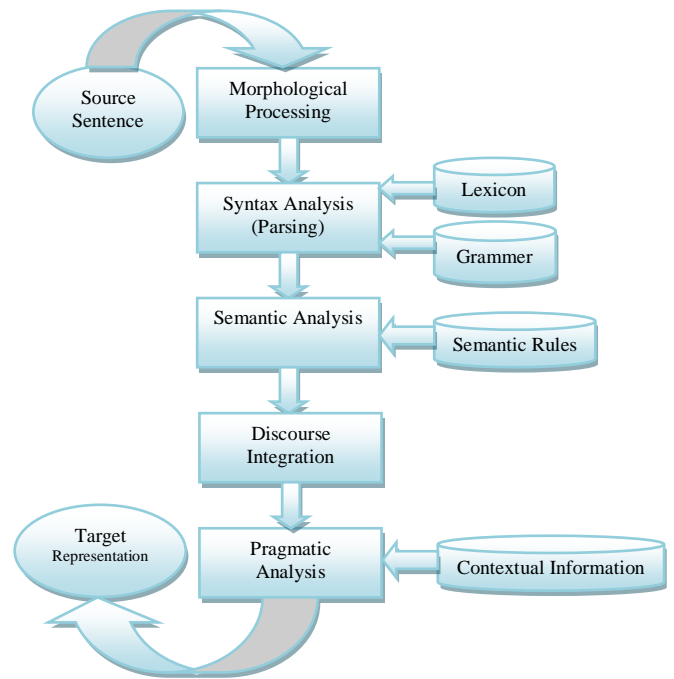 Source
Sentence
Morphological
Processing
Syntax Analysis
(Parsing)
Lexicon
Grammer
Semantic Analysis
Semantic Rules
Discourse
Integration
Target
Representation
Pragmatic
Analysis
Contextual Information